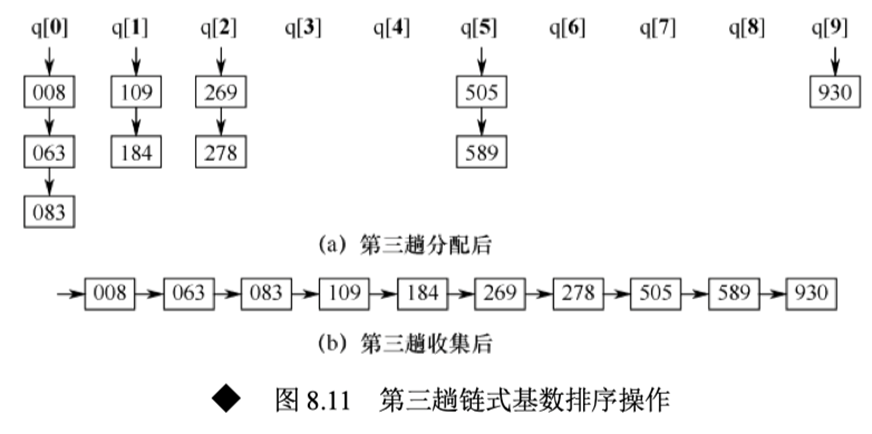 q[0] q[1] q[2] q[3] q[4] q[5] q[6] q[7] q[8] q[9]
008 109 269 505 930
063 184 278 589
083
(a) 第三趟分配后
008 063 083 109 184 269 278 505 589 930
(b) 第三趟收集后
◆ 图 8.11 第三趟链式基数排序操作